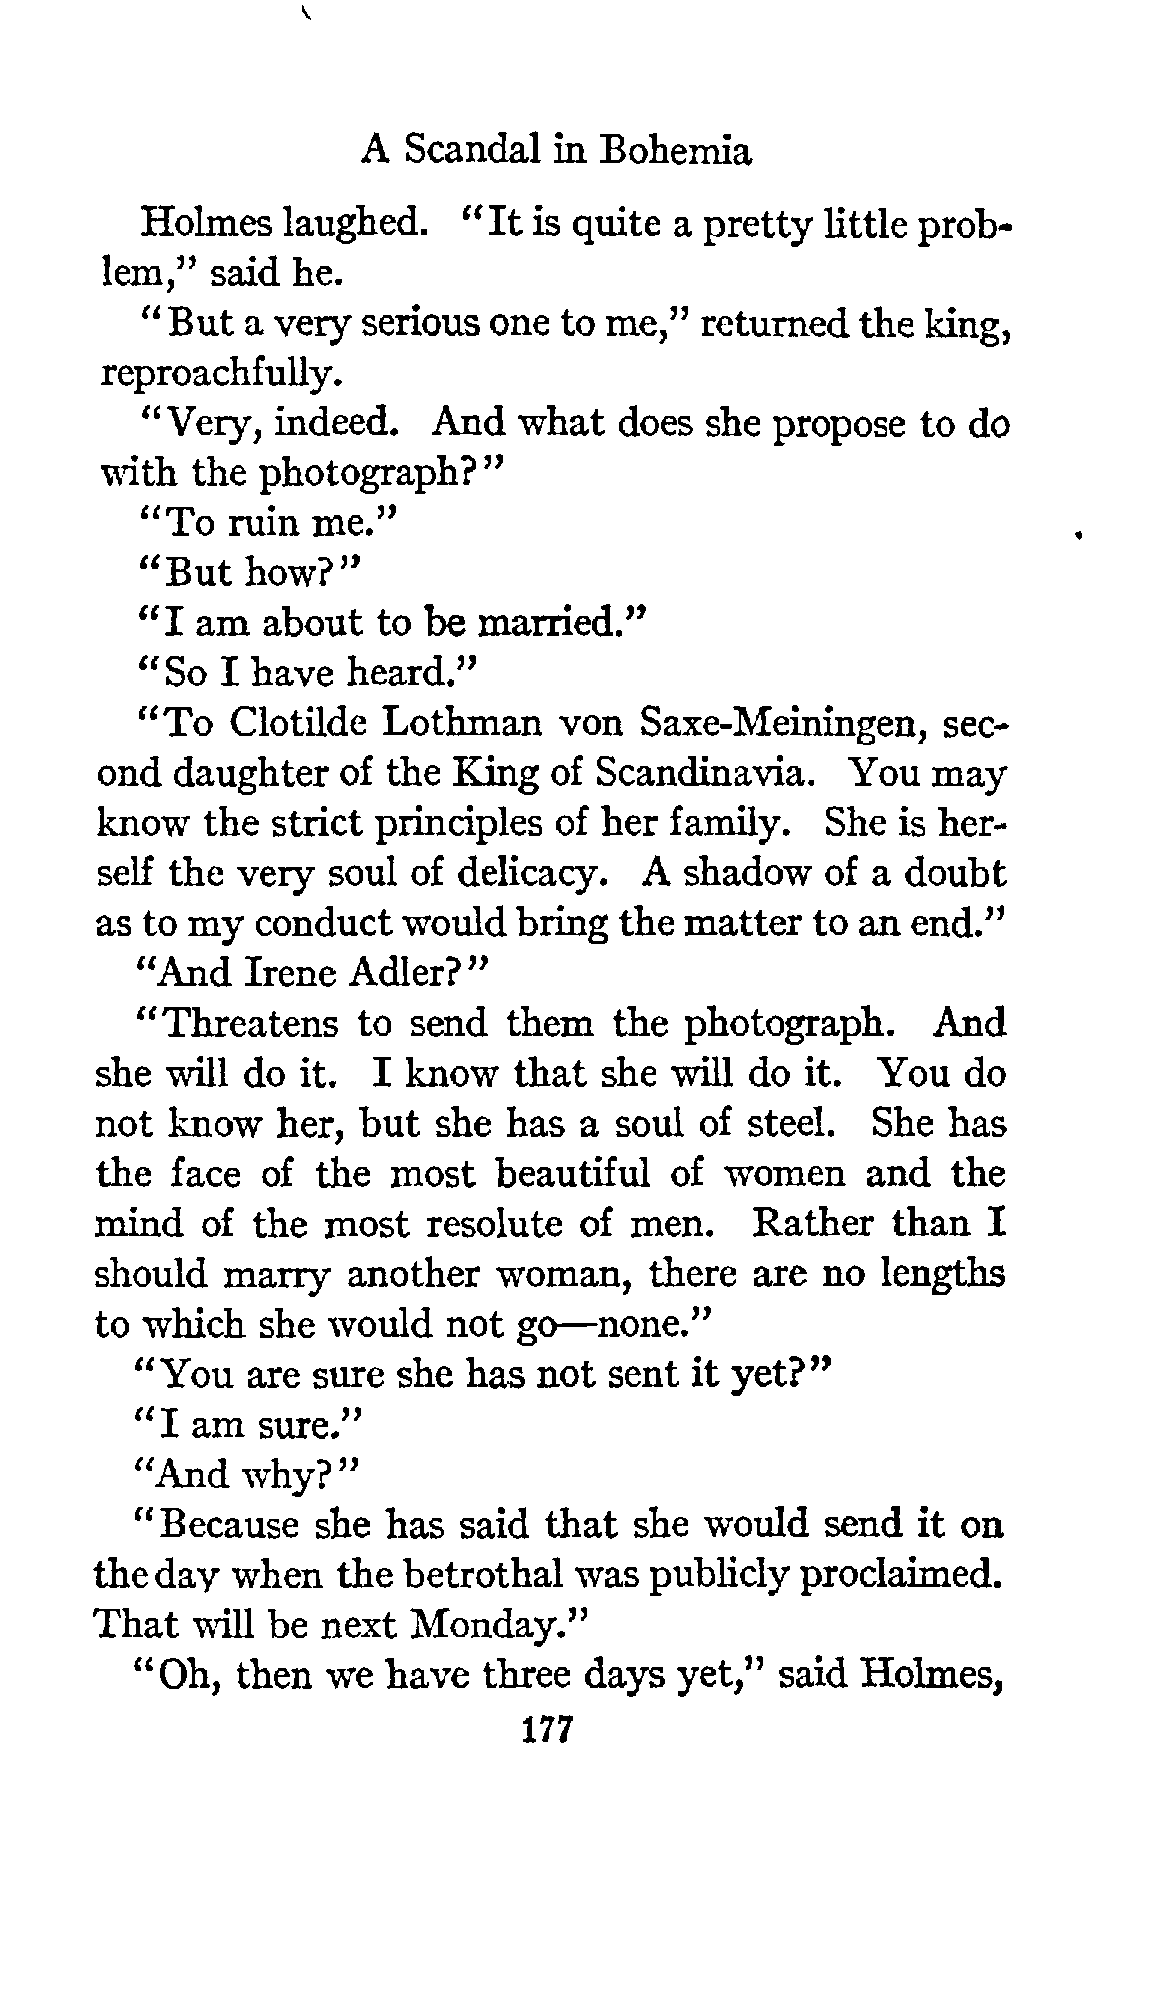 A Scandal in Bohemia
Holmes laughed. "It is quite a pretty little prob-
lem," said he.
"But a very serious one to me," returned the king,
reproachfully.
"Very, indeed. And what does she propose to do
with the photograph?"
"To ruin me."
"But how?"
"I am about to be married."
"So I have heard."
"To Clotilde Lothman von Saxe-Meiningen, sec-
ond daughter of the King of Scandinavia. You may
know the strict principles of her family. She is her-
self the very soul of delicacy. A shadow of a doubt
as to my conduct would bring the matter to an end."
"And Irene Adler?"
"Threatens to send them the photograph. And
she will do it. I know that she will do it. You do
not know her, but she has a soul of steel. She has
the face of the most beautiful of women and the
mind of the most resolute of men. Rather than I
should marry another woman, there are no lengths
to which she would not go—none."
"You are sure she has not sent it yet?"
"I am sure."
"And why?"
"Because she has said that she would send it on
the day when the betrothal was publicly proclaimed.
That will be next Monday."
"Oh, then we have three days yet," said Holmes,
177